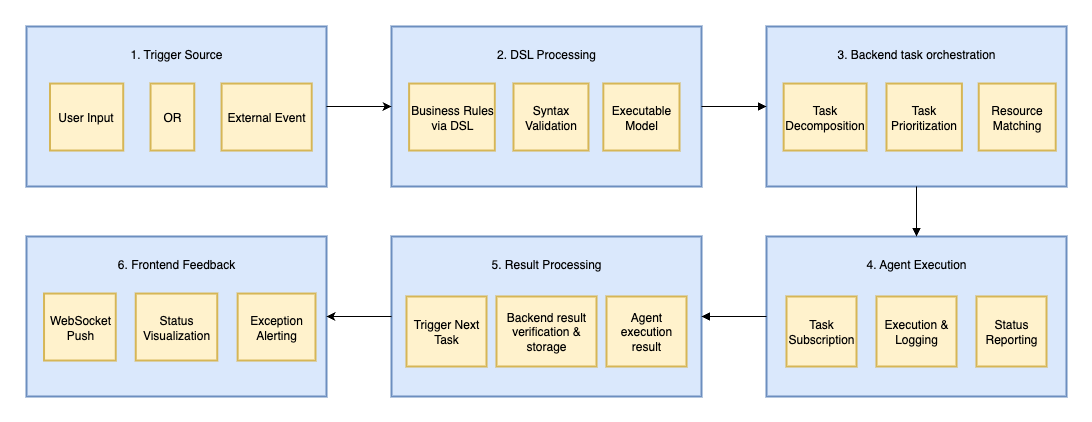 1. Trigger Source
User Input
OR
External Event
2. DSL Processing
Business Rules
via DSL
Syntax
Validation
Executable
Model
3. Backend task orchestration
Task
Decomposition
Task
Prioritization
Resource
Matching
4. Agent Execution
Task
Subscription
Execution &
Logging
Status
Reporting
5. Result Processing
Trigger Next
Task
Backend result
verification &
storage
Agent
execution
result
6. Frontend Feedback
WebSocket
Push
Status
Visualization
Exception
Alerting